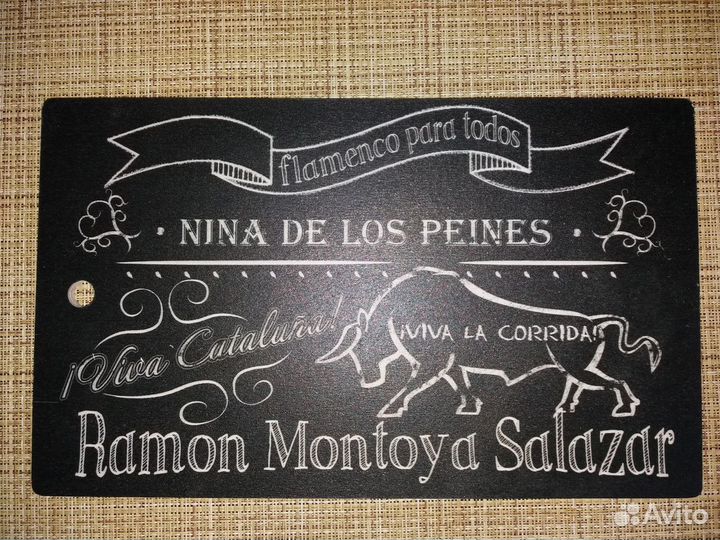 flamenco para todos
· NINA DE LOS PEINES ·
¡Viva Cataluña!
¡VIVA LA CORRIDA!
Ramon Montoya Salazar
Avito